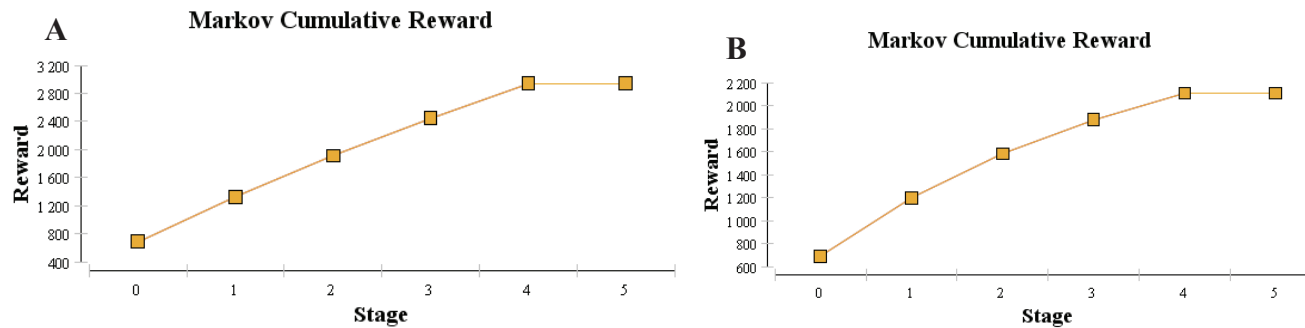 A
Markov Cumulative Reward
3 200
2 800
2 400
2 000
1 600
1 200
800
400
Reward
0 1 2 3 4 5
Stage
B
Markov Cumulative Reward
2 200
2 000
1 800
1 600
1 400
1 200
1 000
800
600
Reward
0 1 2 3 4 5
Stage